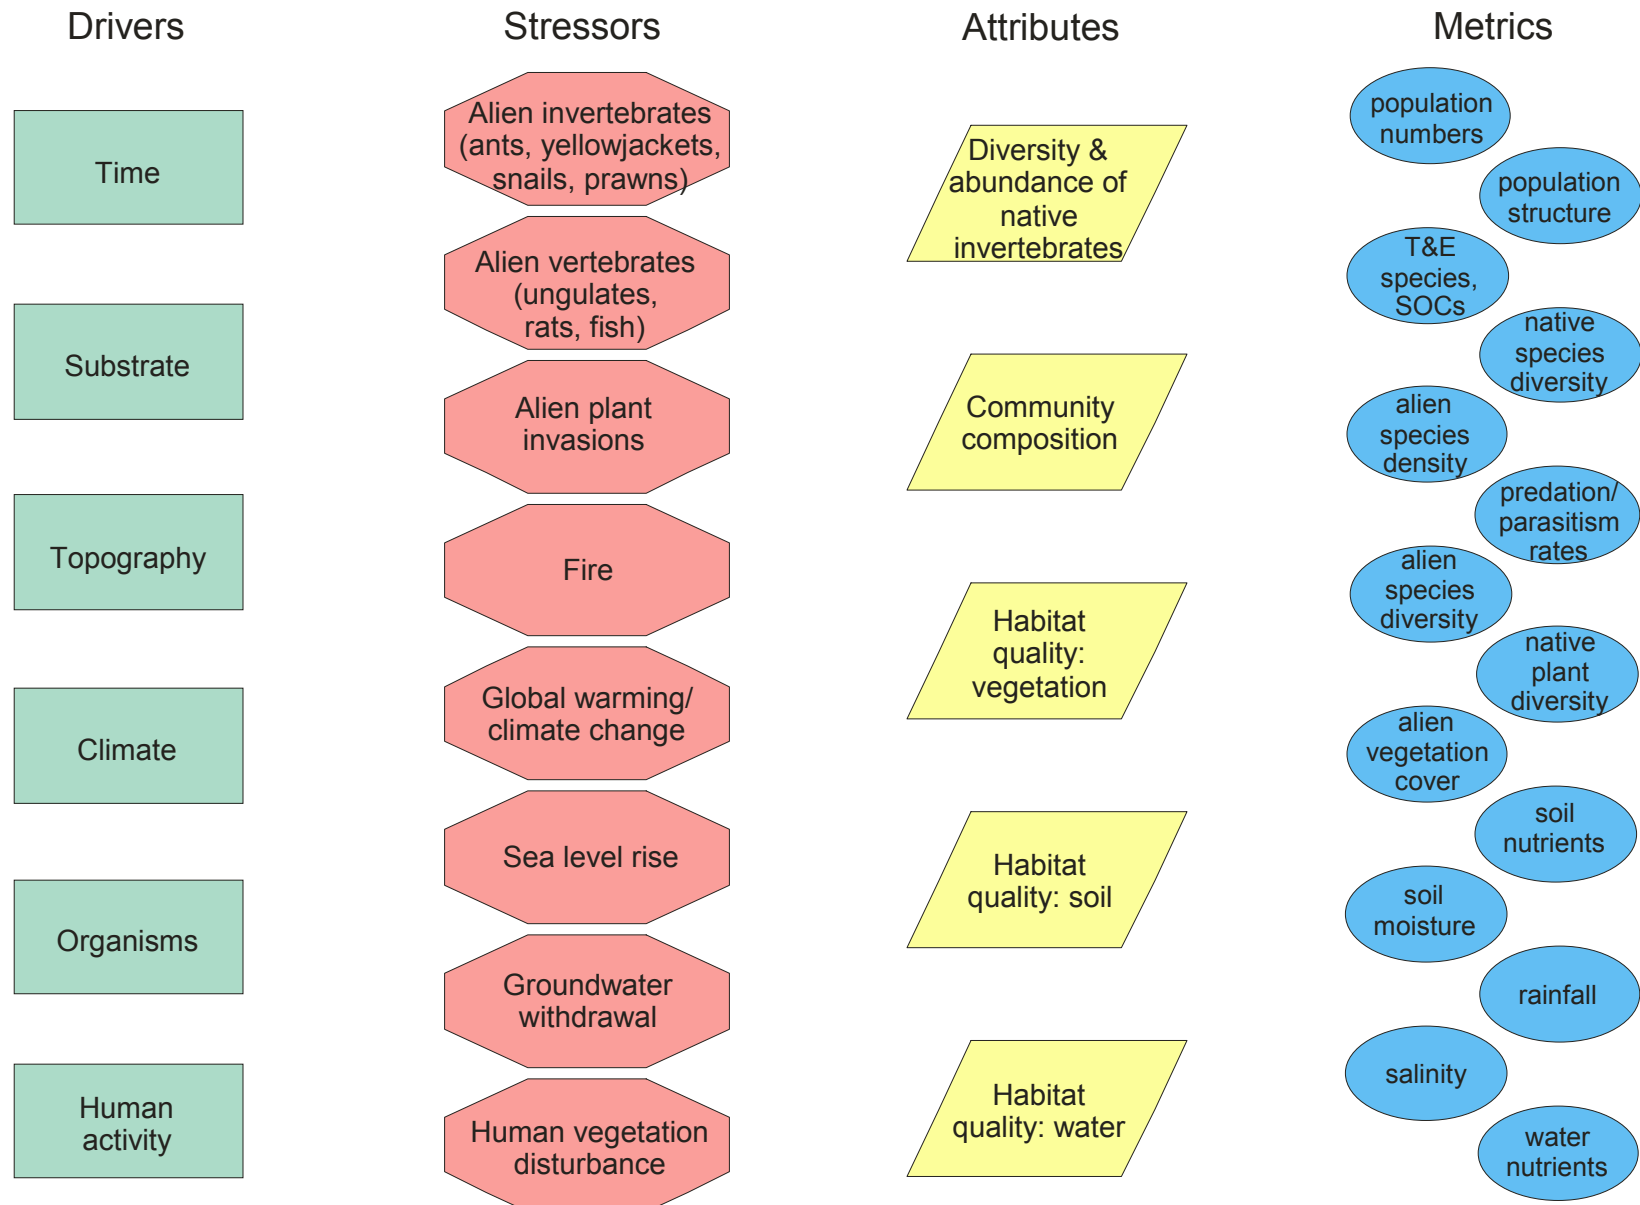 Drivers
Time
Substrate
Topography
Climate
Organisms
Human
activity
Stressors
Alien invertebrates
(ants, yellowjackets,
snails, prawns)
Alien vertebrates
(ungulates,
rats, fish)
Alien plant
invasions
Fire
Global warming/
climate change
Sea level rise
Groundwater
withdrawal
Human vegetation
disturbance
Attributes
Diversity &
abundance of
native
invertebrates
Community
composition
Habitat
quality:
vegetation
Habitat
quality: soil
Habitat
quality: water
Metrics
population
numbers
population
structure
T&E
species,
SOCs
native
species
diversity
alien
species
density
predation/
parasitism
rates
alien
species
diversity
native
plant
diversity
alien
vegetation
cover
soil
nutrients
soil
moisture
rainfall
salinity
water
nutrients